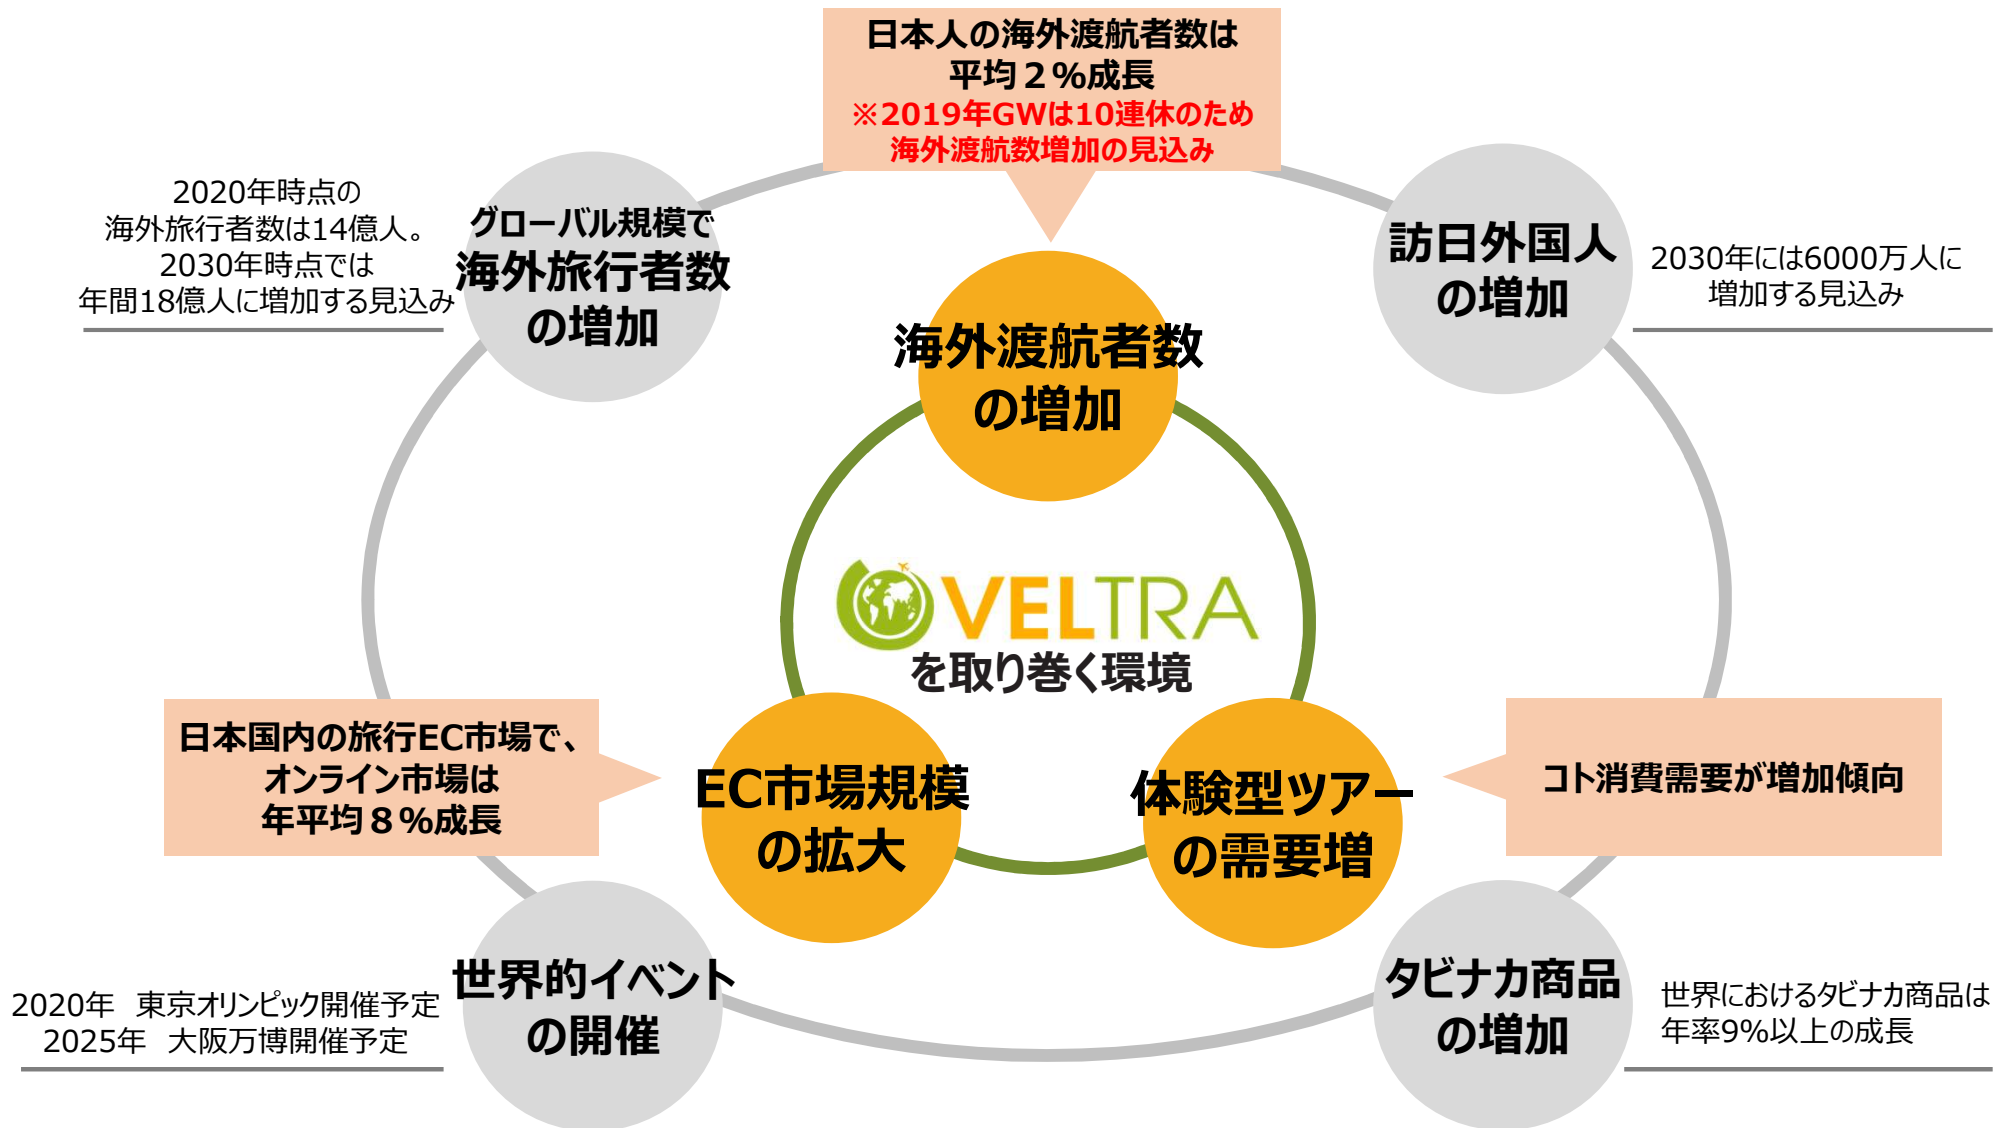 日本人の海外渡航者数は
平均２%成長
※2019年GWは10連休のため
海外渡航数増加の見込み
2020年時点の
海外旅行者数は14億人。
2030年時点では
年間18億人に増加する見込み
グローバル規模で
海外旅行者数
の増加
訪日外国人
の増加
2030年には6000万人に
増加する見込み
海外渡航者数
の増加
VELTRA
を取り巻く環境
日本国内の旅行EC市場で、
オンライン市場は
年平均８%成長
EC市場規模
の拡大
体験型ツアー
の需要増
コト消費需要が増加傾向
2020年　東京オリンピック開催予定
2025年　大阪万博開催予定
世界的イベント
の開催
タビナカ商品
の増加
世界におけるタビナカ商品は
年率9%以上の成長